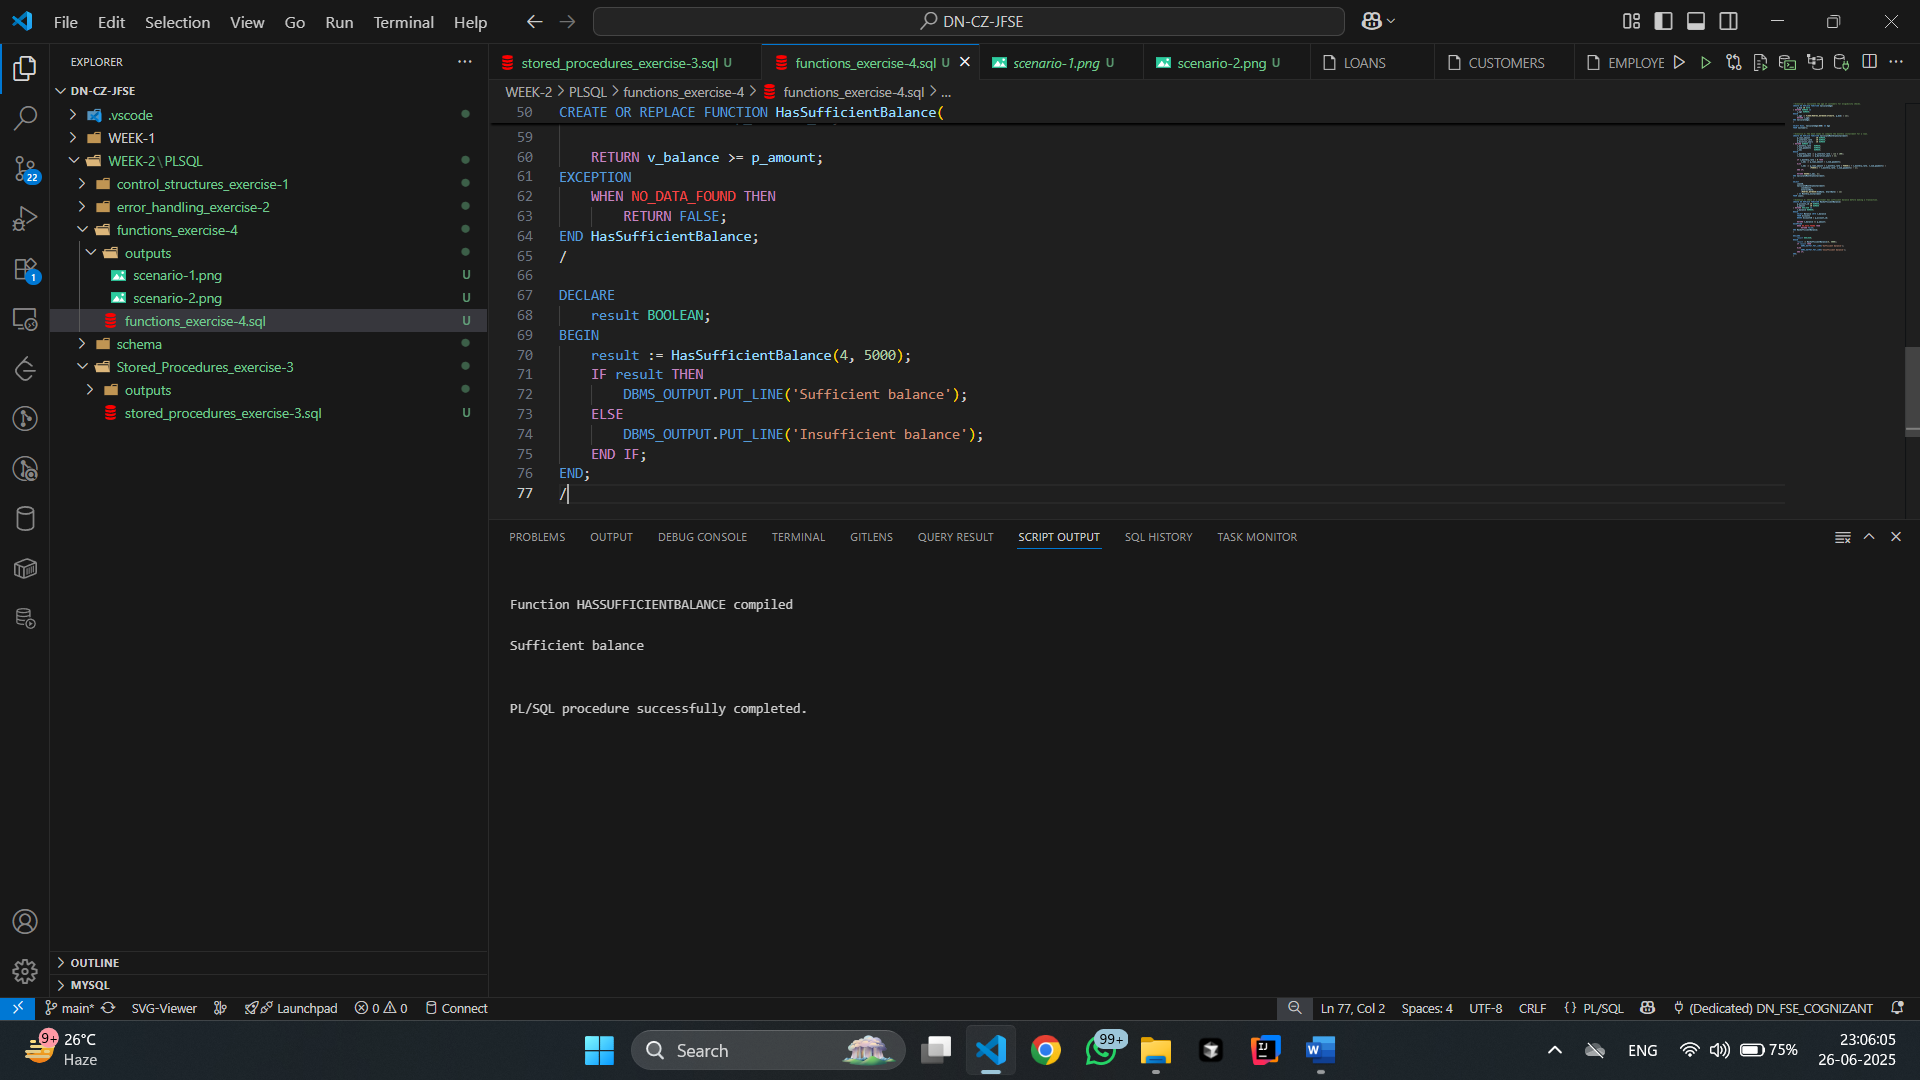 File Edit Selection View Go Run Terminal Help
DN-CZ-JFSE
EXPLORER
DN-CZ-JFSE
.vscode
WEEK-1
WEEK-2\PLSQL
control_structures_exercise-1
error_handling_exercise-2
functions_exercise-4
outputs
scenario-1.png U
scenario-2.png U
functions_exercise-4.sql U
schema
Stored_Procedures_exercise-3
outputs
stored_procedures_exercise-3.sql U
OUTLINE
MYSQL
22
1
stored_procedures_exercise-3.sql U
functions_exercise-4.sql U
scenario-1.png U
scenario-2.png U
LOANS
CUSTOMERS
EMPLOYE
WEEK-2 > PLSQL > functions_exercise-4 > functions_exercise-4.sql > ...
50 CREATE OR REPLACE FUNCTION HasSufficientBalance(
59
60 RETURN v_balance >= p_amount;
61 EXCEPTION
62 WHEN NO_DATA_FOUND THEN
63 RETURN FALSE;
64 END HasSufficientBalance;
65 /
66
67 DECLARE
68 result BOOLEAN;
69 BEGIN
70 result := HasSufficientBalance(4, 5000);
71 IF result THEN
72 DBMS_OUTPUT.PUT_LINE('Sufficient balance');
73 ELSE
74 DBMS_OUTPUT.PUT_LINE('Insufficient balance');
75 END IF;
76 END;
77 /
PROBLEMS OUTPUT DEBUG CONSOLE TERMINAL GITLENS QUERY RESULT SCRIPT OUTPUT SQL HISTORY TASK MONITOR
Function HASSUFFICIENTBALANCE compiled
Sufficient balance
PL/SQL procedure successfully completed.
main* SVG-Viewer Launchpad 0 0 Connect
Ln 77, Col 2 Spaces: 4 UTF-8 CRLF {} PL/SQL (Dedicated) DN_FSE_COGNIZANT
9+ 26°C
Haze
Search
99+
ENG
75%
23:06:05
26-06-2025